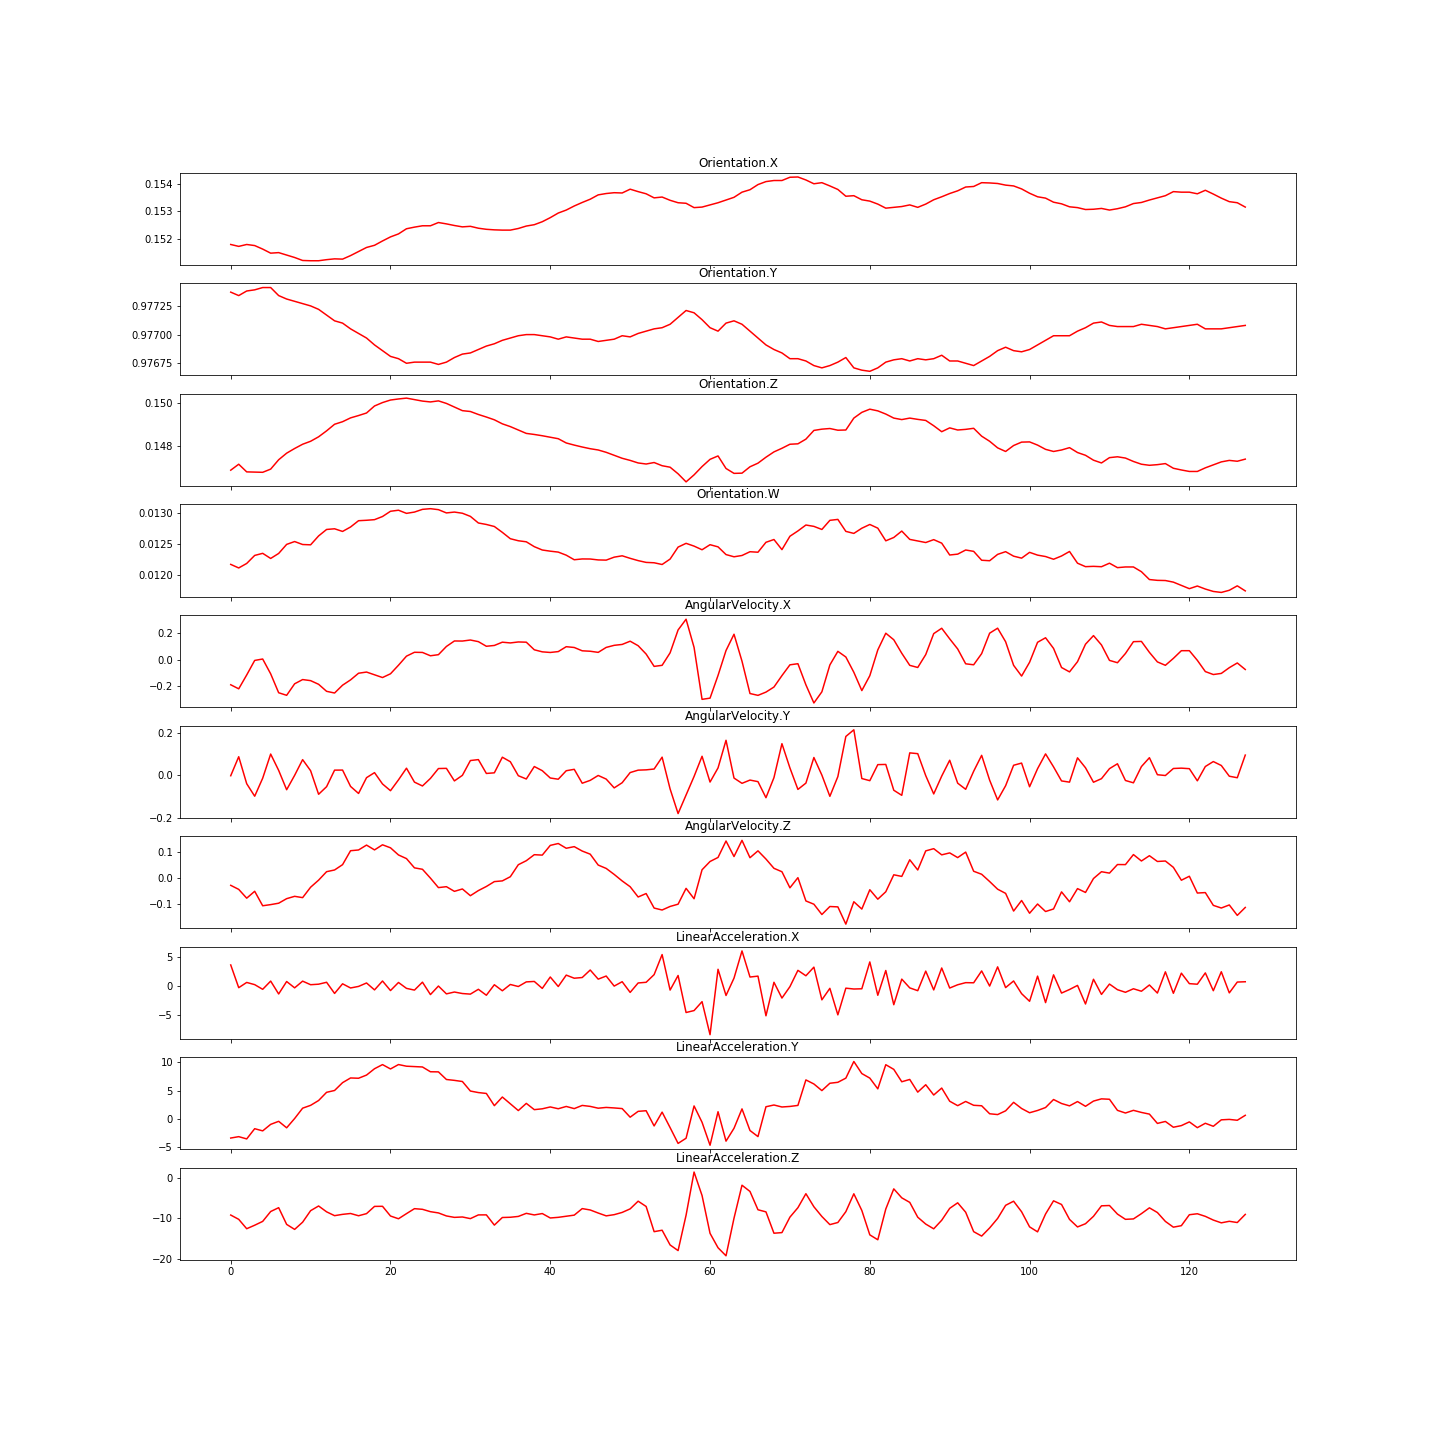 Orientation.X
0.154
0.153
0.152
Orientation.Y
0.97725
0.97700
0.97675
Orientation.Z
0.150
0.148
Orientation.W
0.0130
0.0125
0.0120
AngularVelocity.X
0.2
0.0
−0.2
AngularVelocity.Y
0.2
0.0
−0.2
AngularVelocity.Z
0.1
0.0
−0.1
LinearAcceleration.X
5
0
−5
LinearAcceleration.Y
10
5
0
−5
LinearAcceleration.Z
0
−10
−20
0 20 40 60 80 100 120